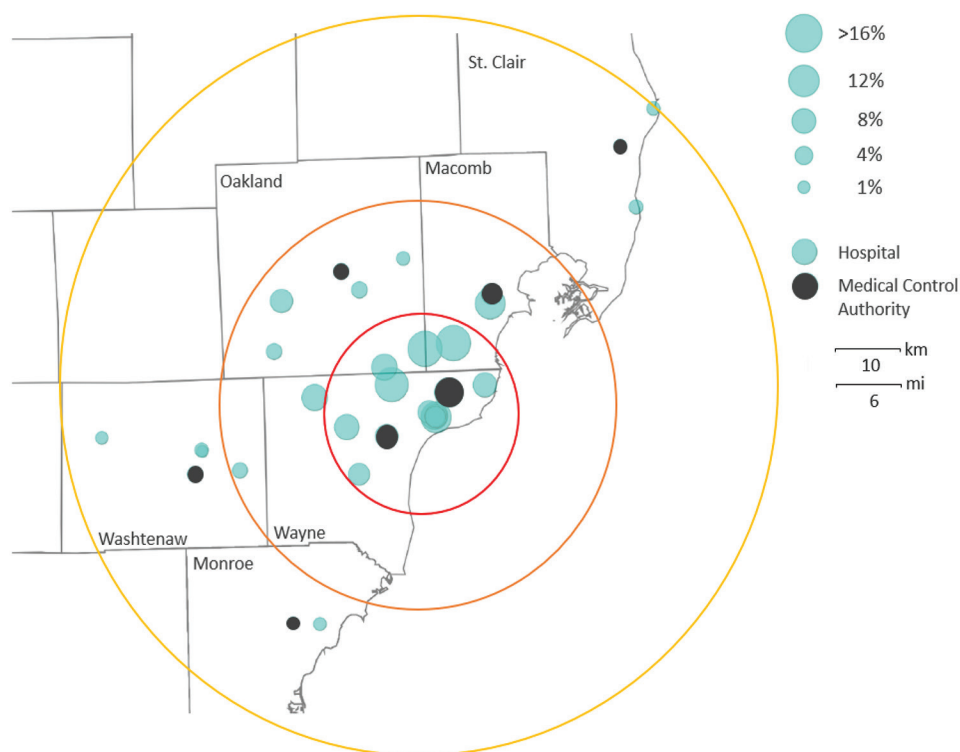 St. Clair
Oakland
Macomb
Washtenaw
Wayne
Monroe
>16%
12%
8%
4%
1%
Hospital
Medical Control
Authority
km
10
mi
6